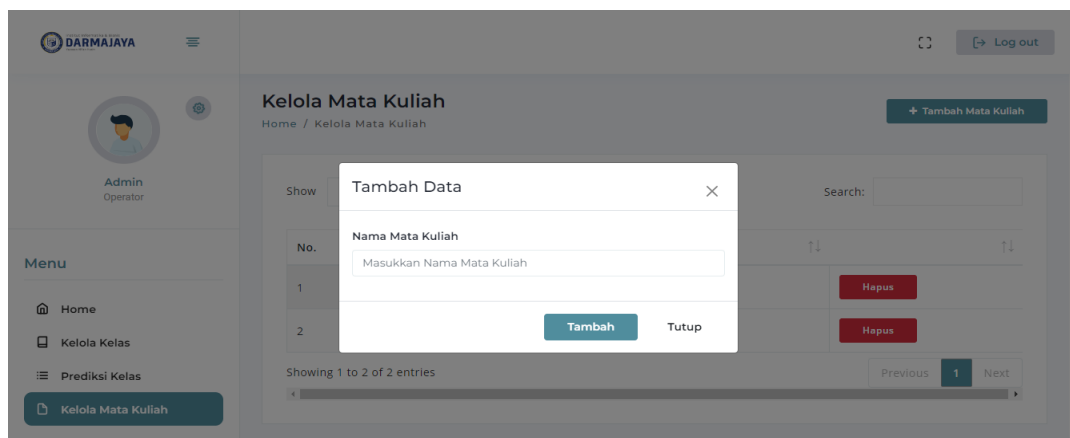 DARMAJAYA
Log out
Kelola Mata Kuliah
Home / Kelola Mata Kuliah
+ Tambah Mata Kuliah
Admin
Operator
Menu
Home
Kelola Kelas
Prediksi Kelas
Kelola Mata Kuliah
Show
Search:
No.
1
Hapus
2
Hapus
Showing 1 to 2 of 2 entries
Previous 1 Next
Tambah Data
Nama Mata Kuliah
Masukkan Nama Mata Kuliah
Tambah Tutup